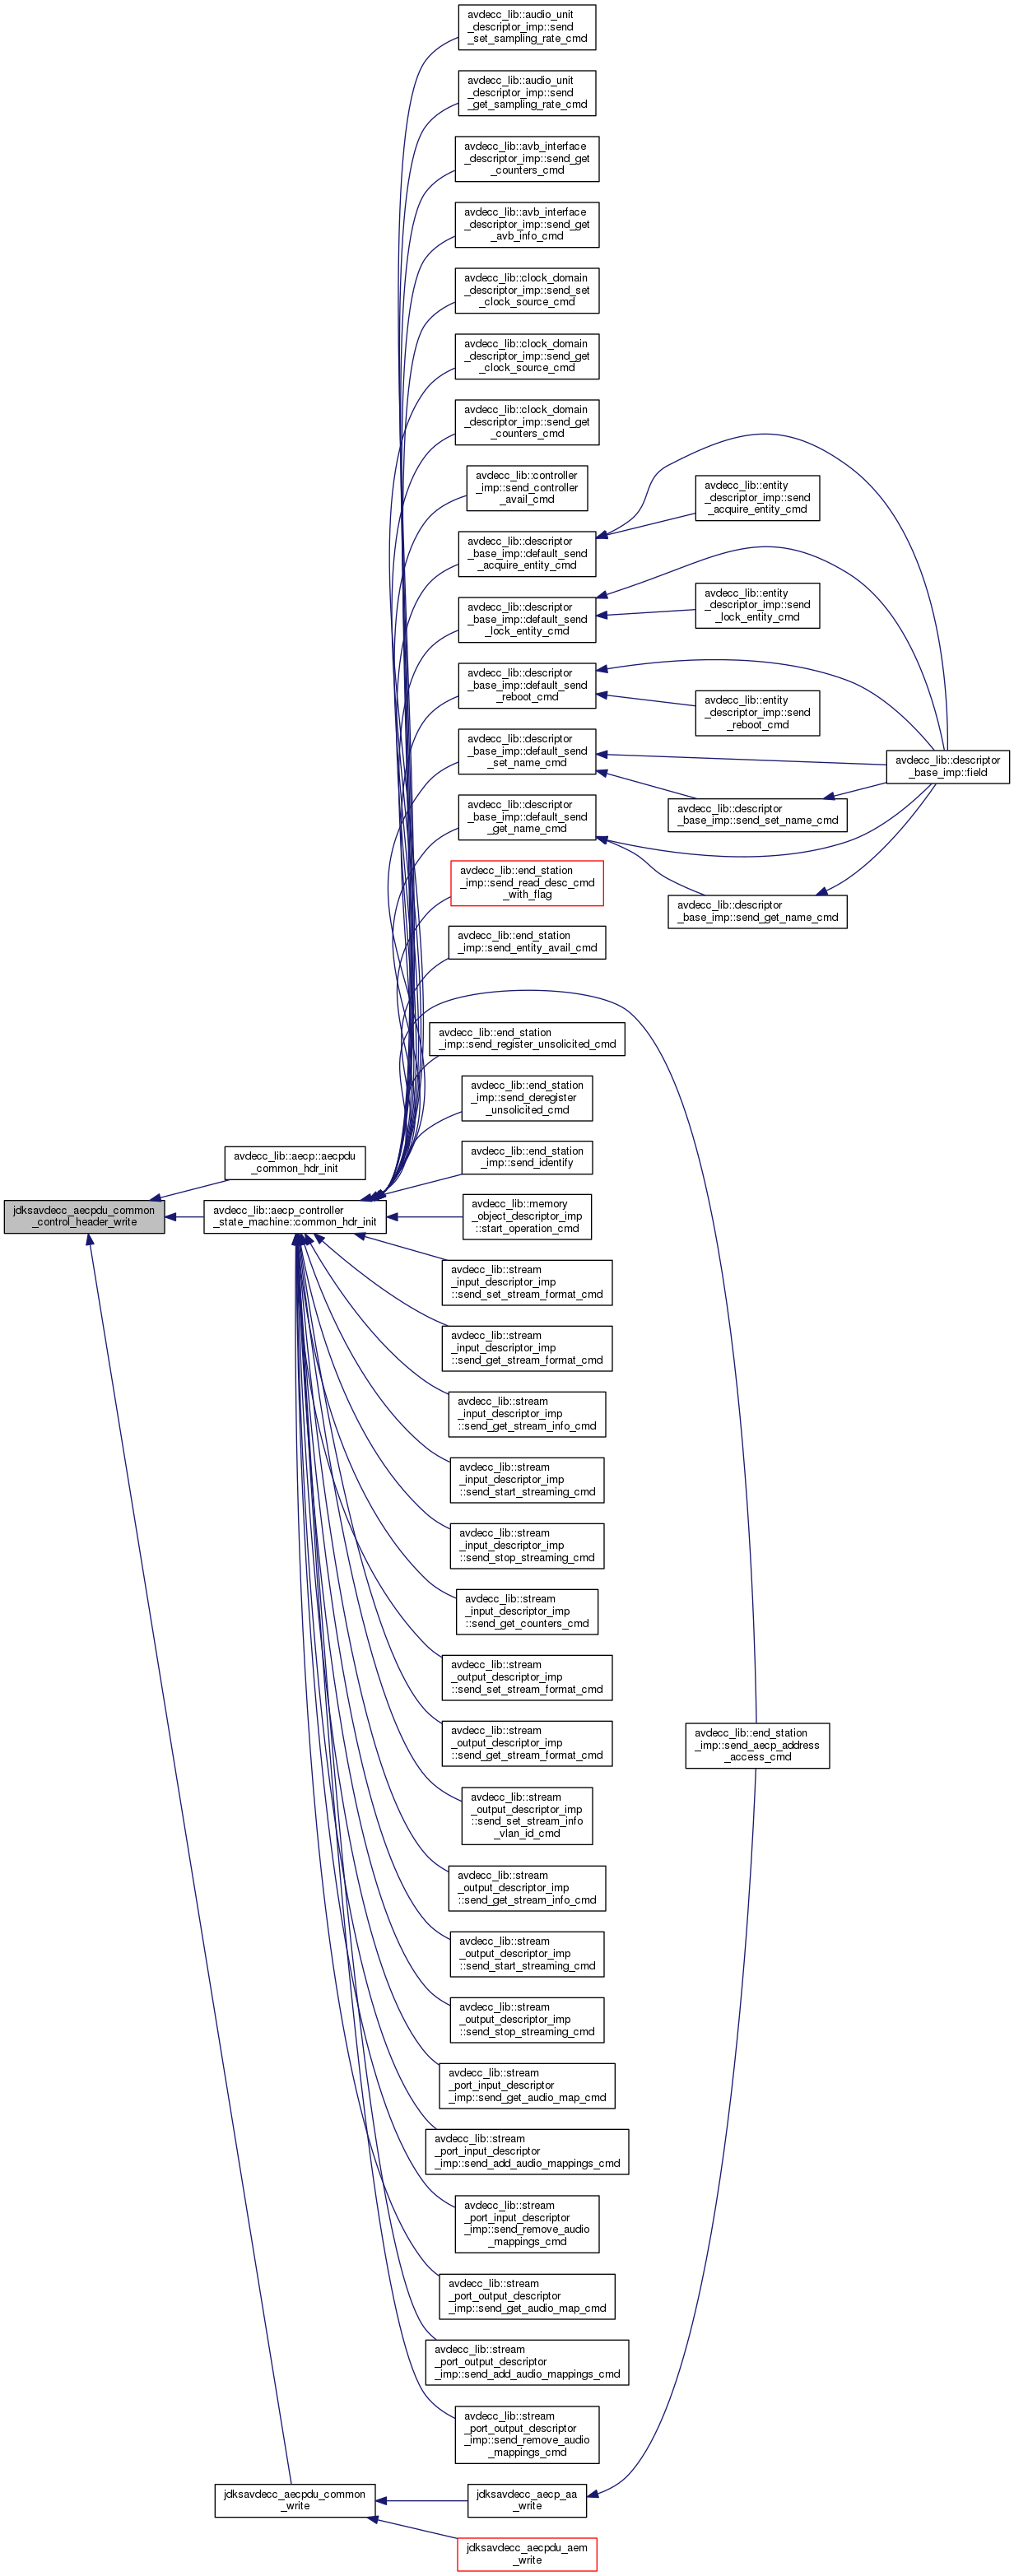 avdecc_lib::audio_unit
_descriptor_imp::send
_set_sampling_rate_cmd
avdecc_lib::audio_unit
_descriptor_imp::send
_get_sampling_rate_cmd
avdecc_lib::avb_interface
_descriptor_imp::send_get
_counters_cmd
avdecc_lib::avb_interface
_descriptor_imp::send_get
_avb_info_cmd
avdecc_lib::clock_domain
_descriptor_imp::send_set
_clock_source_cmd
avdecc_lib::clock_domain
_descriptor_imp::send_get
_clock_source_cmd
avdecc_lib::clock_domain
_descriptor_imp::send_get
_counters_cmd
avdecc_lib::controller
_imp::send_controller
_avail_cmd
avdecc_lib::descriptor
_base_imp::default_send
_acquire_entity_cmd
avdecc_lib::entity
_descriptor_imp::send
_acquire_entity_cmd
avdecc_lib::descriptor
_base_imp::default_send
_lock_entity_cmd
avdecc_lib::entity
_descriptor_imp::send
_lock_entity_cmd
avdecc_lib::descriptor
_base_imp::default_send
_reboot_cmd
avdecc_lib::entity
_descriptor_imp::send
_reboot_cmd
avdecc_lib::descriptor
_base_imp::default_send
_set_name_cmd
avdecc_lib::descriptor
_base_imp::field
avdecc_lib::descriptor
_base_imp::send_set_name_cmd
avdecc_lib::descriptor
_base_imp::default_send
_get_name_cmd
avdecc_lib::descriptor
_base_imp::send_get_name_cmd
avdecc_lib::end_station
_imp::send_read_desc_cmd
_with_flag
avdecc_lib::end_station
_imp::send_entity_avail_cmd
avdecc_lib::end_station
_imp::send_register_unsolicited_cmd
avdecc_lib::end_station
_imp::send_deregister
_unsolicited_cmd
avdecc_lib::end_station
_imp::send_identify
avdecc_lib::aecp::aecpdu
_common_hdr_init
jdksavdecc_aecpdu_common
_control_header_write
avdecc_lib::aecp_controller
_state_machine::common_hdr_init
avdecc_lib::memory
_object_descriptor_imp
::start_operation_cmd
avdecc_lib::stream
_input_descriptor_imp
::send_set_stream_format_cmd
avdecc_lib::stream
_input_descriptor_imp
::send_get_stream_format_cmd
avdecc_lib::stream
_input_descriptor_imp
::send_get_stream_info_cmd
avdecc_lib::stream
_input_descriptor_imp
::send_start_streaming_cmd
avdecc_lib::stream
_input_descriptor_imp
::send_stop_streaming_cmd
avdecc_lib::stream
_input_descriptor_imp
::send_get_counters_cmd
avdecc_lib::stream
_output_descriptor_imp
::send_set_stream_format_cmd
avdecc_lib::stream
_output_descriptor_imp
::send_get_stream_format_cmd
avdecc_lib::end_station
_imp::send_aecp_address
_access_cmd
avdecc_lib::stream
_output_descriptor_imp
::send_set_stream_info
_vlan_id_cmd
avdecc_lib::stream
_output_descriptor_imp
::send_get_stream_info_cmd
avdecc_lib::stream
_output_descriptor_imp
::send_start_streaming_cmd
avdecc_lib::stream
_output_descriptor_imp
::send_stop_streaming_cmd
avdecc_lib::stream
_port_input_descriptor
_imp::send_get_audio_map_cmd
avdecc_lib::stream
_port_input_descriptor
_imp::send_add_audio_mappings_cmd
avdecc_lib::stream
_port_input_descriptor
_imp::send_remove_audio
_mappings_cmd
avdecc_lib::stream
_port_output_descriptor
_imp::send_get_audio_map_cmd
avdecc_lib::stream
_port_output_descriptor
_imp::send_add_audio_mappings_cmd
avdecc_lib::stream
_port_output_descriptor
_imp::send_remove_audio
_mappings_cmd
jdksavdecc_aecpdu_common
_write
jdksavdecc_aecp_aa
_write
jdksavdecc_aecpdu_aem
_write